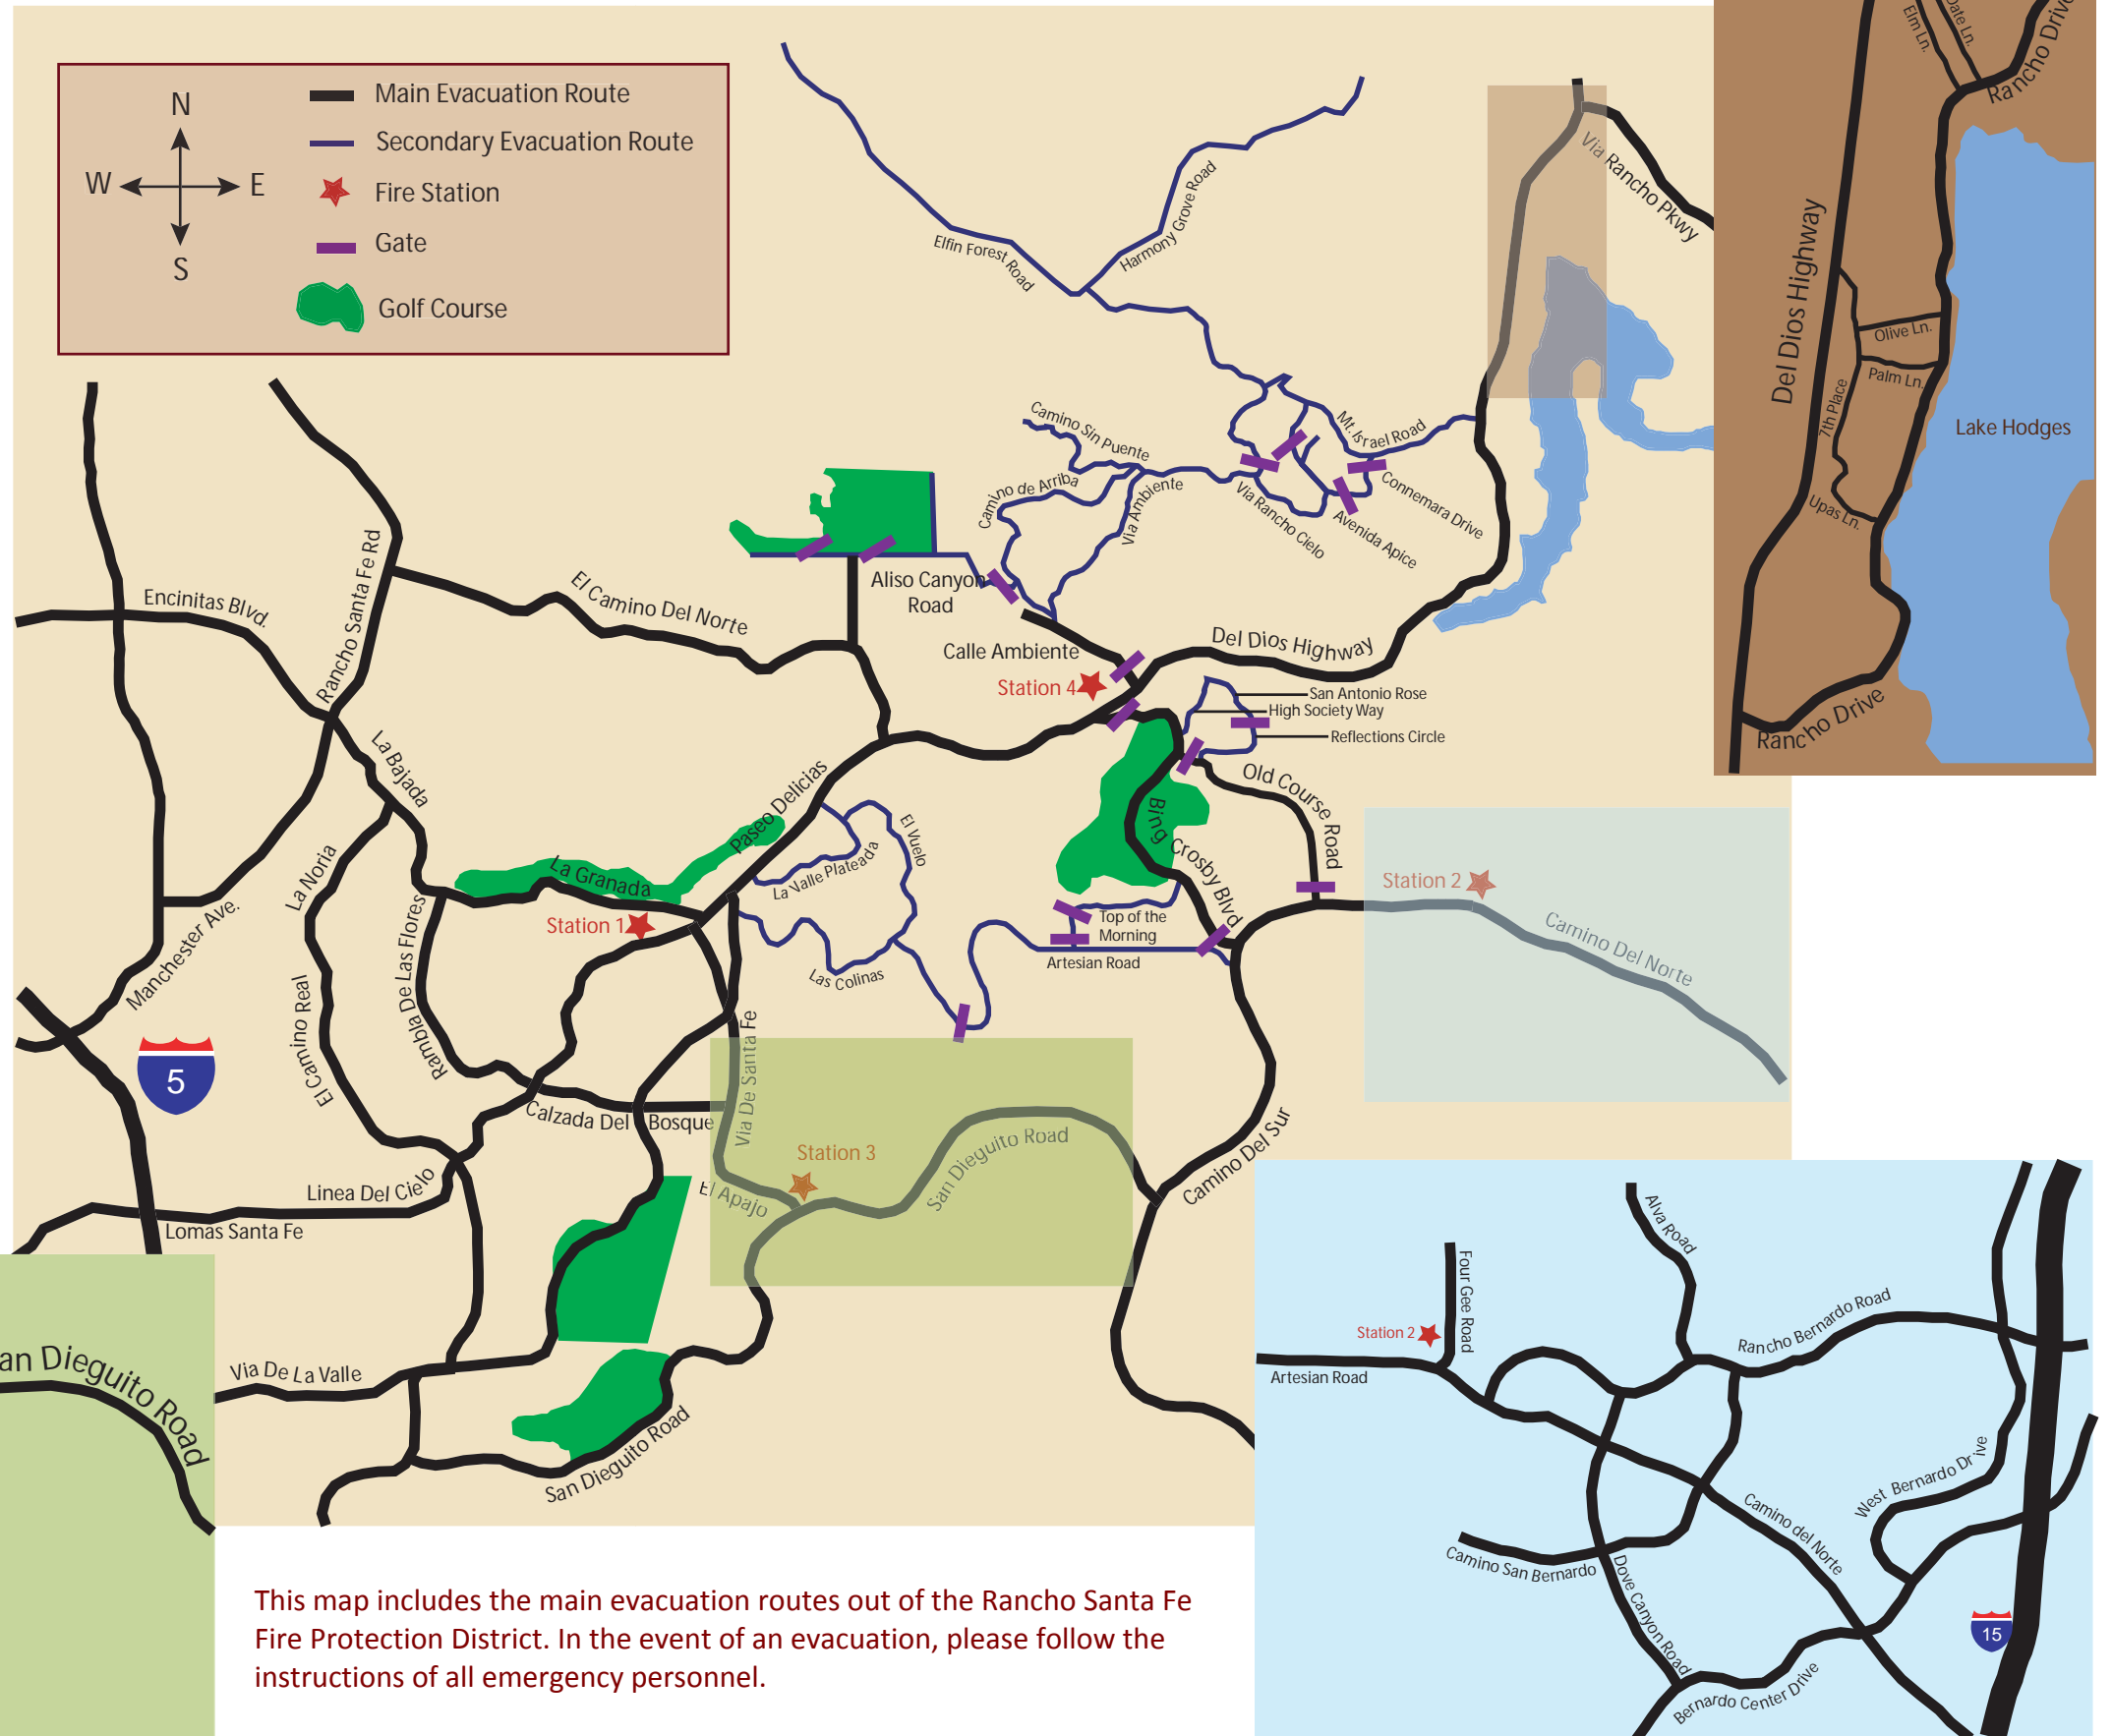 N
W
E
S
Main Evacuation Route
Secondary Evacuation Route
Fire Station
Gate
Golf Course
Elfin Forest Road
Harmony Grove Road
Via Rancho Pkwy
Camino Sin Puente
Camino de Arriba
Via Ambiente
Mt. Israel Road
Connemara Drive
Via Rancho Cielo
Avenida Apice
Aliso Canyon
Road
Calle Ambiente
Del Dios Highway
Station 4
San Antonio Rose
High Society Way
Reflections Circle
Encinitas Blvd.
Rancho Santa Fe Rd
El Camino Del Norte
La Bajada
Paseo Delicias
La Granada
Station 1
La Noria
El Camino Real
Rambla De Las Flores
Manchester Ave.
5
La Valle Plateada
El Vuelo
Las Colinas
Bing Crosby Blvd
Old Course Road
Top of the
Morning
Artesian Road
Station 2
Camino Del Norte
Via De Santa Fe
Calzada Del Bosque
Station 3
El Apajo
San Dieguito Road
Camino Del Sur
Linea Del Cielo
Lomas Santa Fe
Via De La Valle
San Dieguito Road
an Dieguito Road
Elm Ln.
Date Ln.
Rancho Drive
Del Dios Highway
Olive Ln.
Palm Ln.
7th Place
Upas Ln.
Lake Hodges
Rancho Drive
Alva Road
Four Gee Road
Station 2
Artesian Road
Rancho Bernardo Road
West Bernardo Drive
Camino del Norte
Camino San Bernardo
Dove Canyon Road
Bernardo Center Drive
15
This map includes the main evacuation routes out of the Rancho Santa Fe
Fire Protection District. In the event of an evacuation, please follow the
instructions of all emergency personnel.